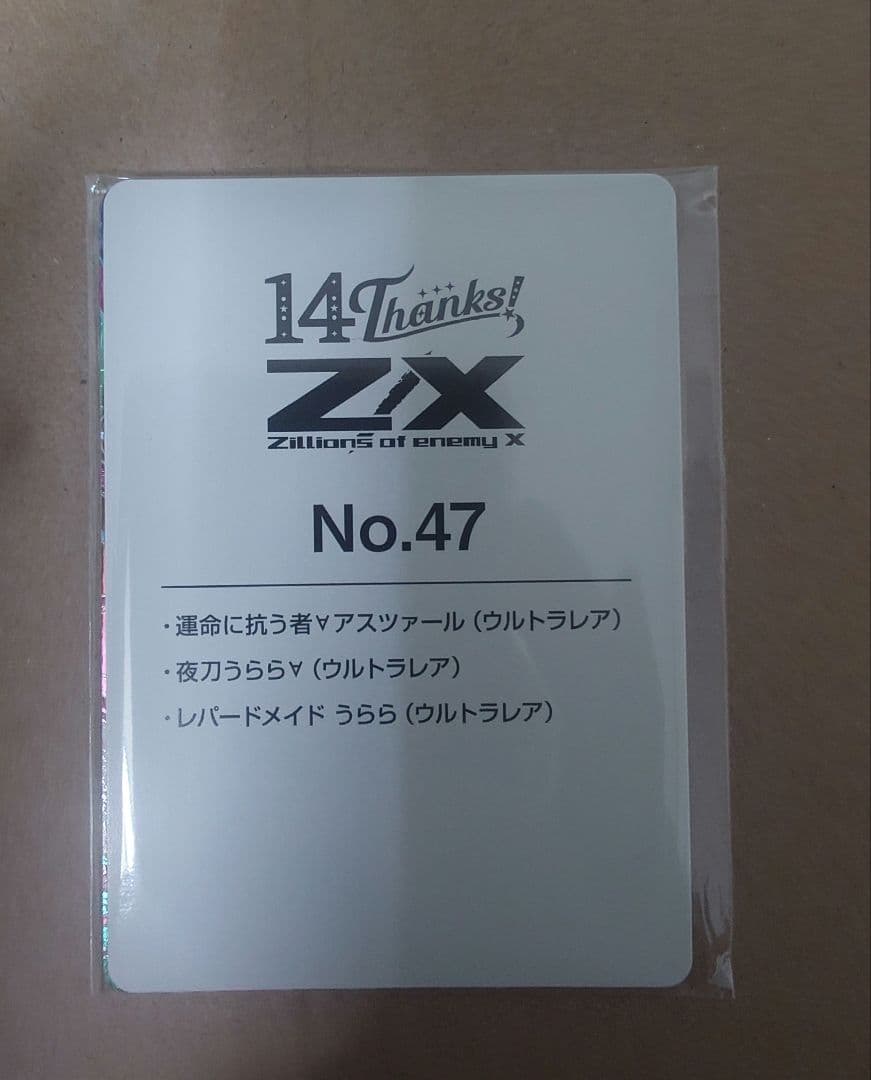 14 Thanks!
Z/X
Zillions of enemy X
No.47
・運命に抗う者∀アスツァール（ウルトラレア）
・夜刀うらら∀（ウルトラレア）
・レパードメイド うらら（ウルトラレア）